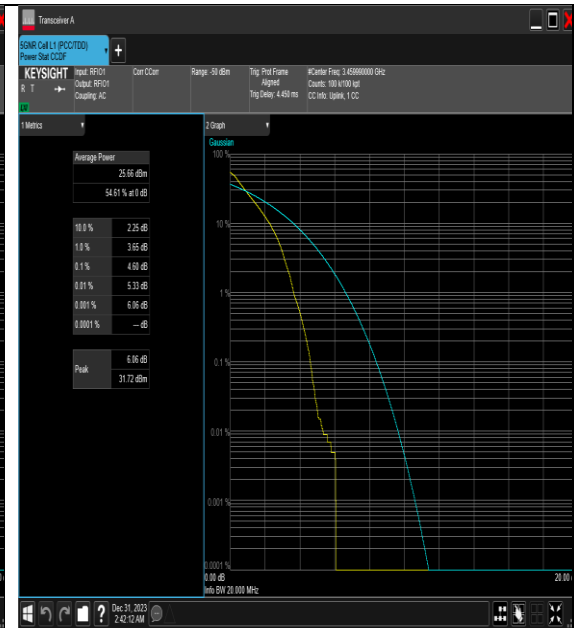 Transceiver A
5GNR Cell L1 (PCC/TDD)
Power Stat CCDF
KEYSIGHT
R T
Input: RFIO1
Output: RFIO1
Coupling: AC
Corr CCorr
Range: -50 dBm
Trig: Prot Frame
Aligned
Trig Delay: 4.450 ms
#Center Freq: 3.459990000 GHz
Counts: 100 k/100 kpt
CC Info: Uplink, 1 CC
1 Metrics
Average Power
25.66 dBm
54.61 % at 0 dB
10.0 % 2.25 dB
1.0 % 3.65 dB
0.1 % 4.60 dB
0.01 % 5.33 dB
0.001 % 6.06 dB
0.0001 % --- dB
Peak
6.06 dB
31.72 dBm
2 Graph
Gaussian
100 %
10 %
1 %
0.1 %
0.01 %
0.001 %
0.0001 %
0.00 dB
20.00
Info BW 20.000 MHz
Dec 31, 2023
2:42:12 AM